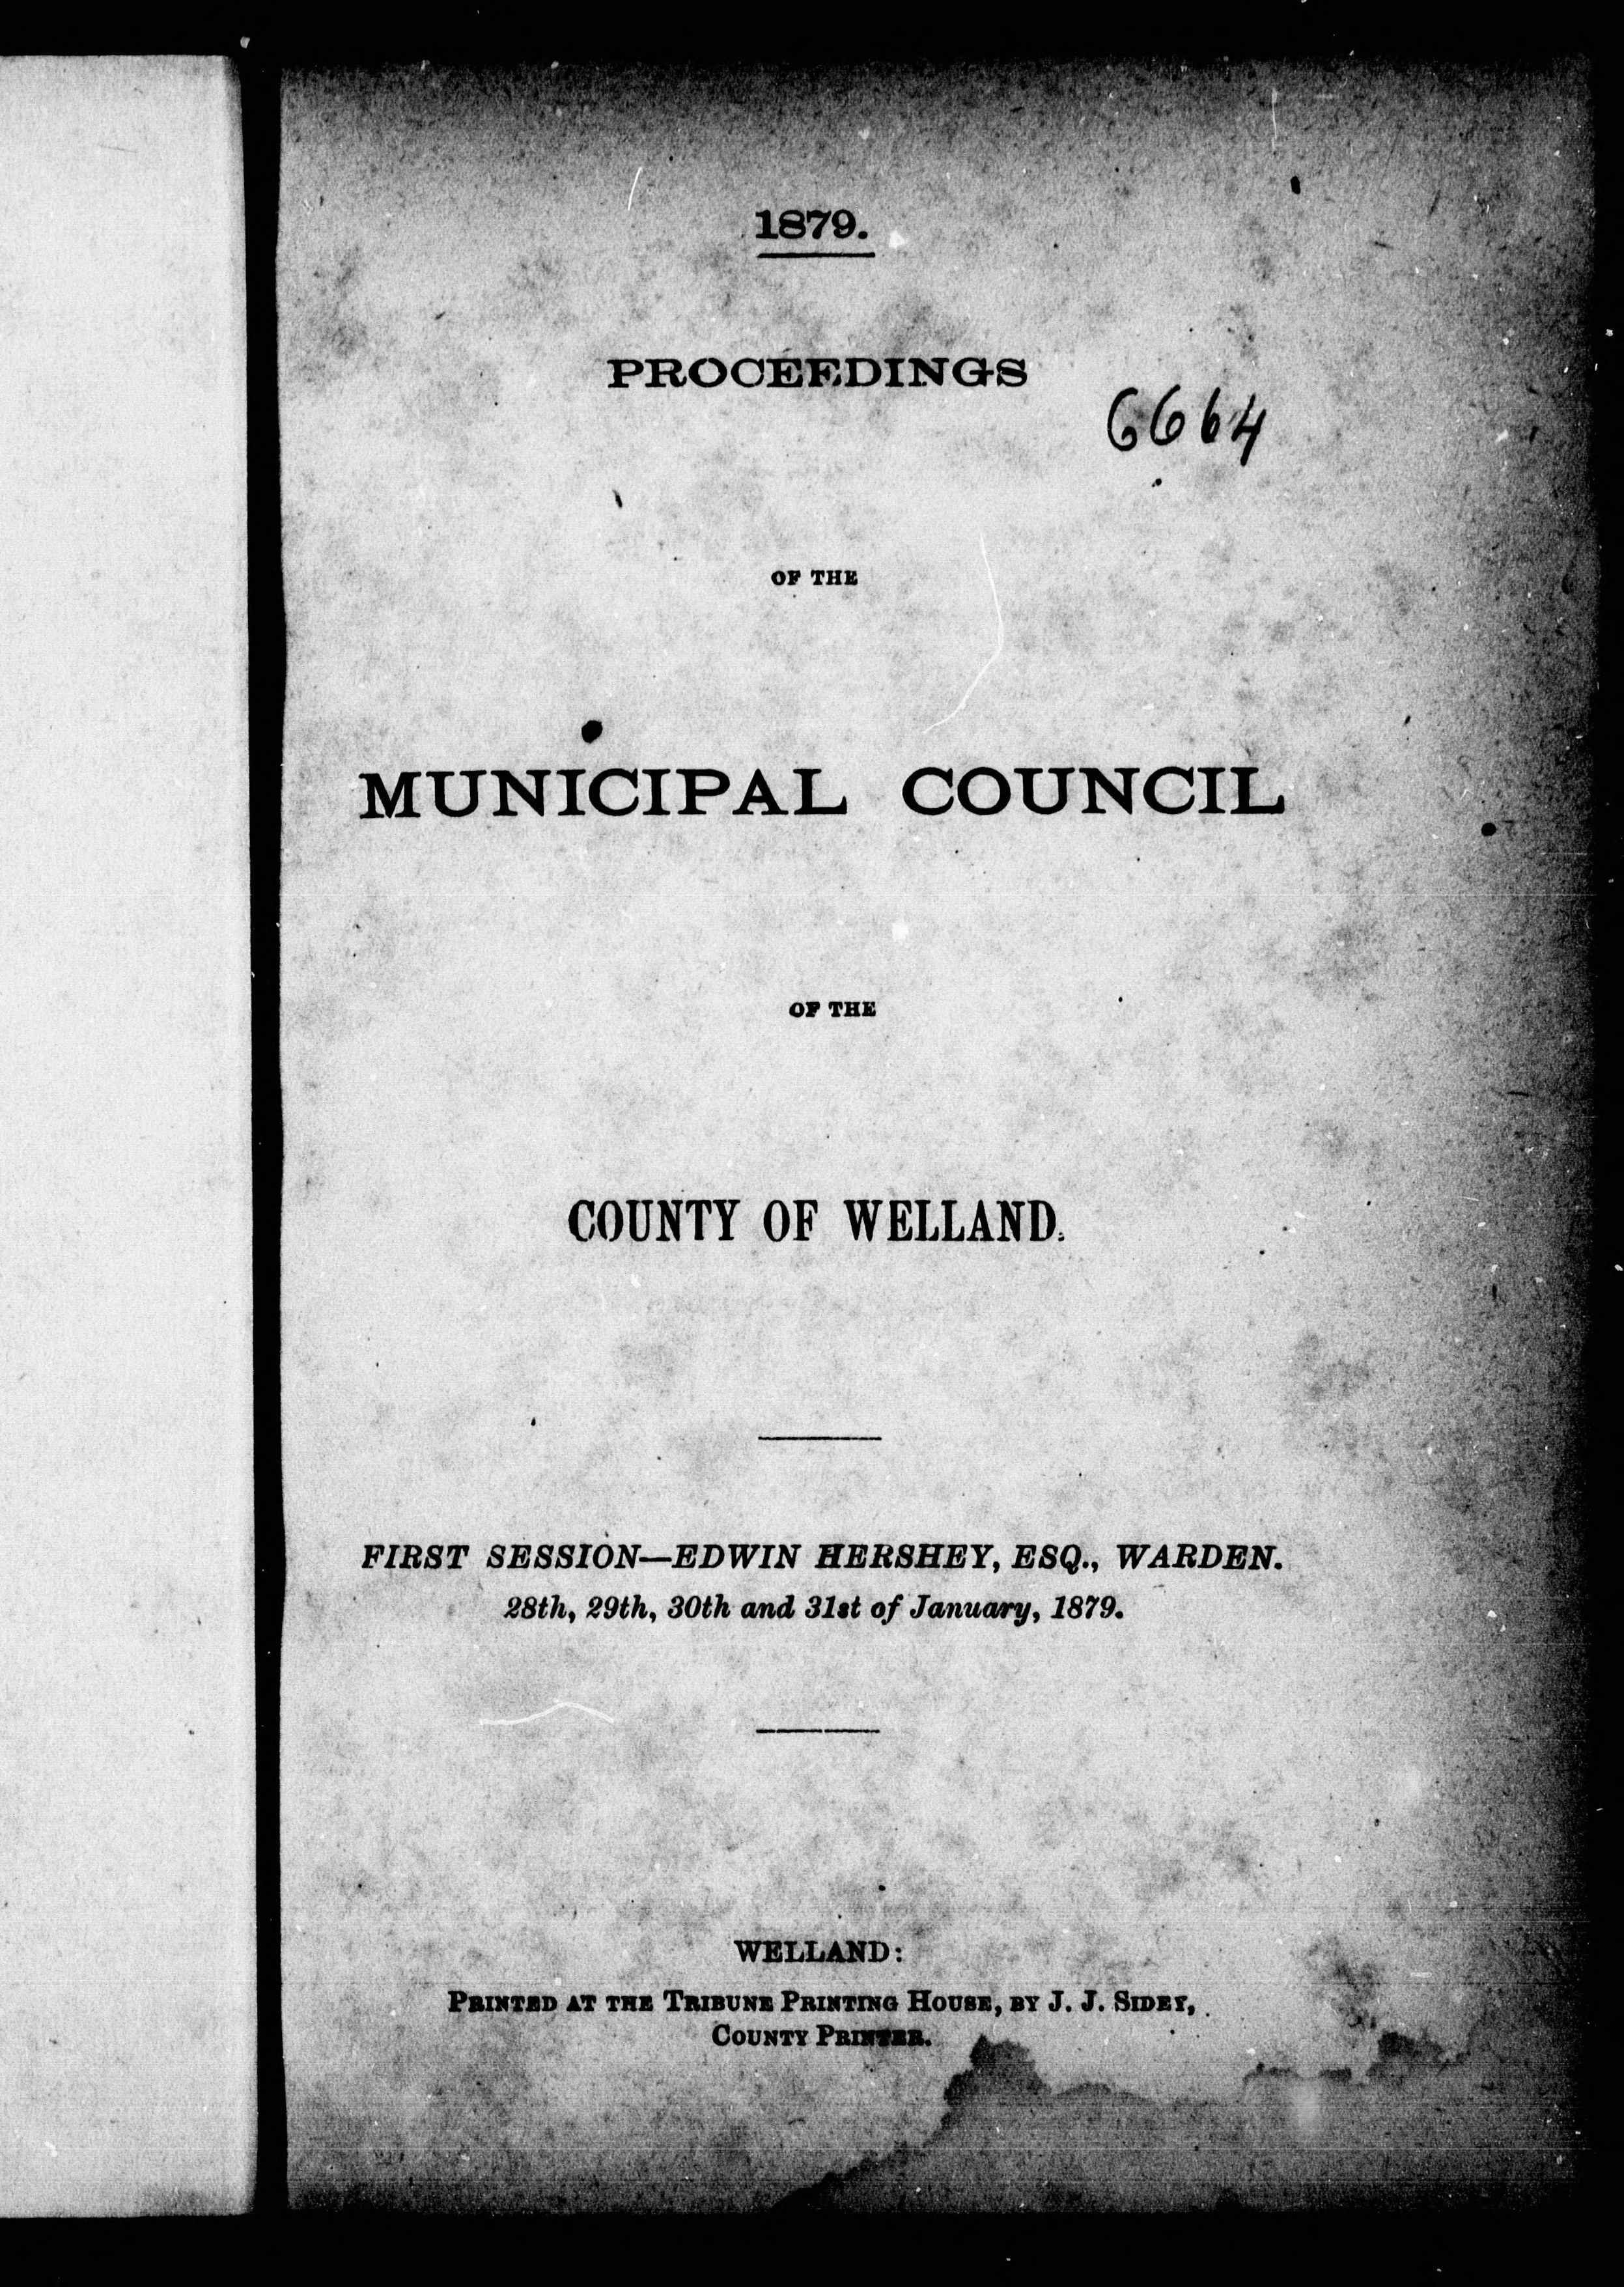 1879.
PROCEEDINGS
6664
OF THE
MUNICIPAL COUNCIL
OF THE
COUNTY OF WELLAND.
FIRST SESSION—EDWIN HERSHEY, ESQ., WARDEN.
28th, 29th, 30th and 31st of January, 1879.
WELLAND:
PRINTED AT THE TRIBUNE PRINTING HOUSE, BY J. J. SIDEY,
COUNTY PRINTER.